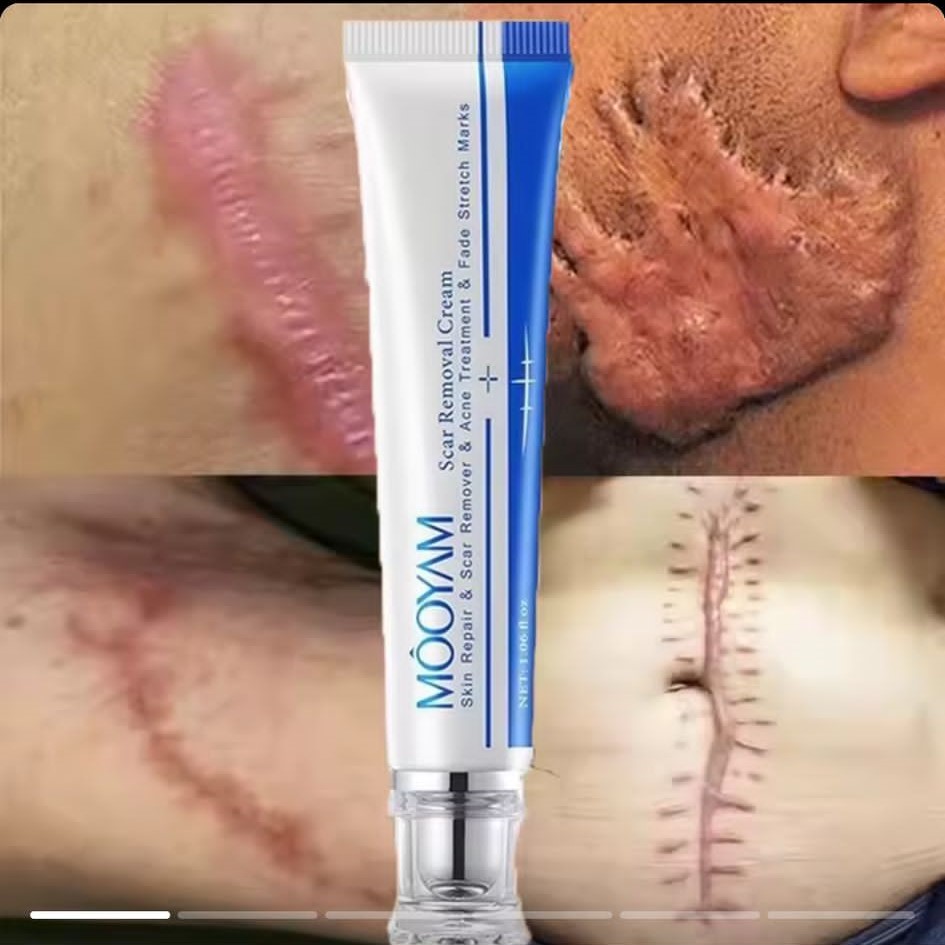 MÔOYAM
Scar Removal Cream
Skin Repair & Scar Remover & Acne Treatment & Fade Stretch Marks
NET: 1.06 fl oz